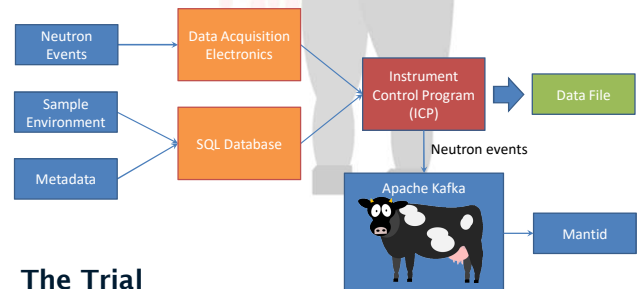 Neutron
Events
Data Acquisition
Electronics
Sample
Environment
Metadata
SQL Database
Instrument
Control Program
(ICP)
Data File
Neutron events
Apache Kafka
Mantid
The Trial